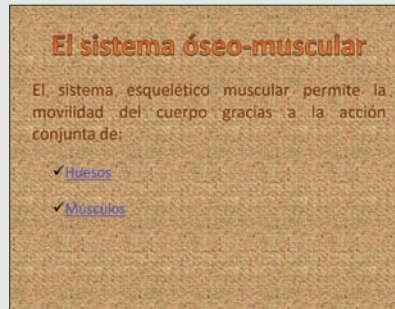 El sistema óseo-muscular
El sistema esquelético muscular permite la
movilidad del cuerpo gracias a la acción
conjunta de:
✓Huesos
✓Músculos